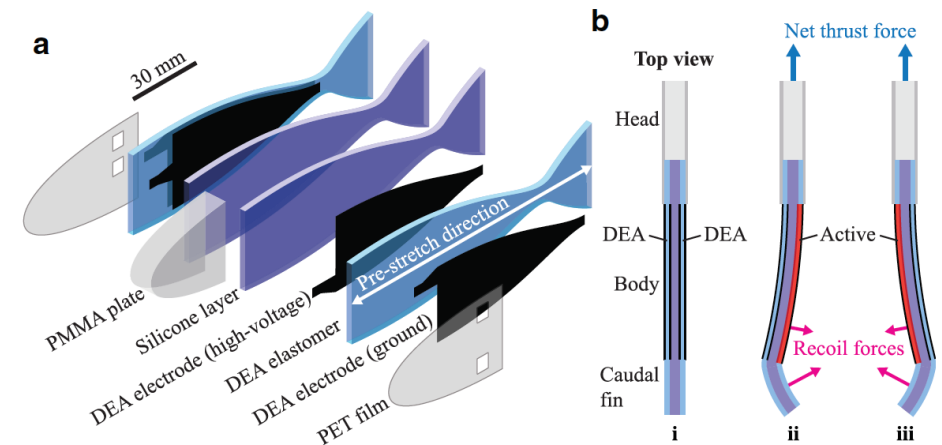 a
30 mm
PMMA plate
Silicone layer
DEA electrode (high-voltage)
DEA elastomer
DEA electrode (ground)
PET film
Pre-stretch direction
b
Net thrust force
Top view
Head
DEA
DEA
Active
Body
Recoil forces
Caudal
fin
i
ii
iii